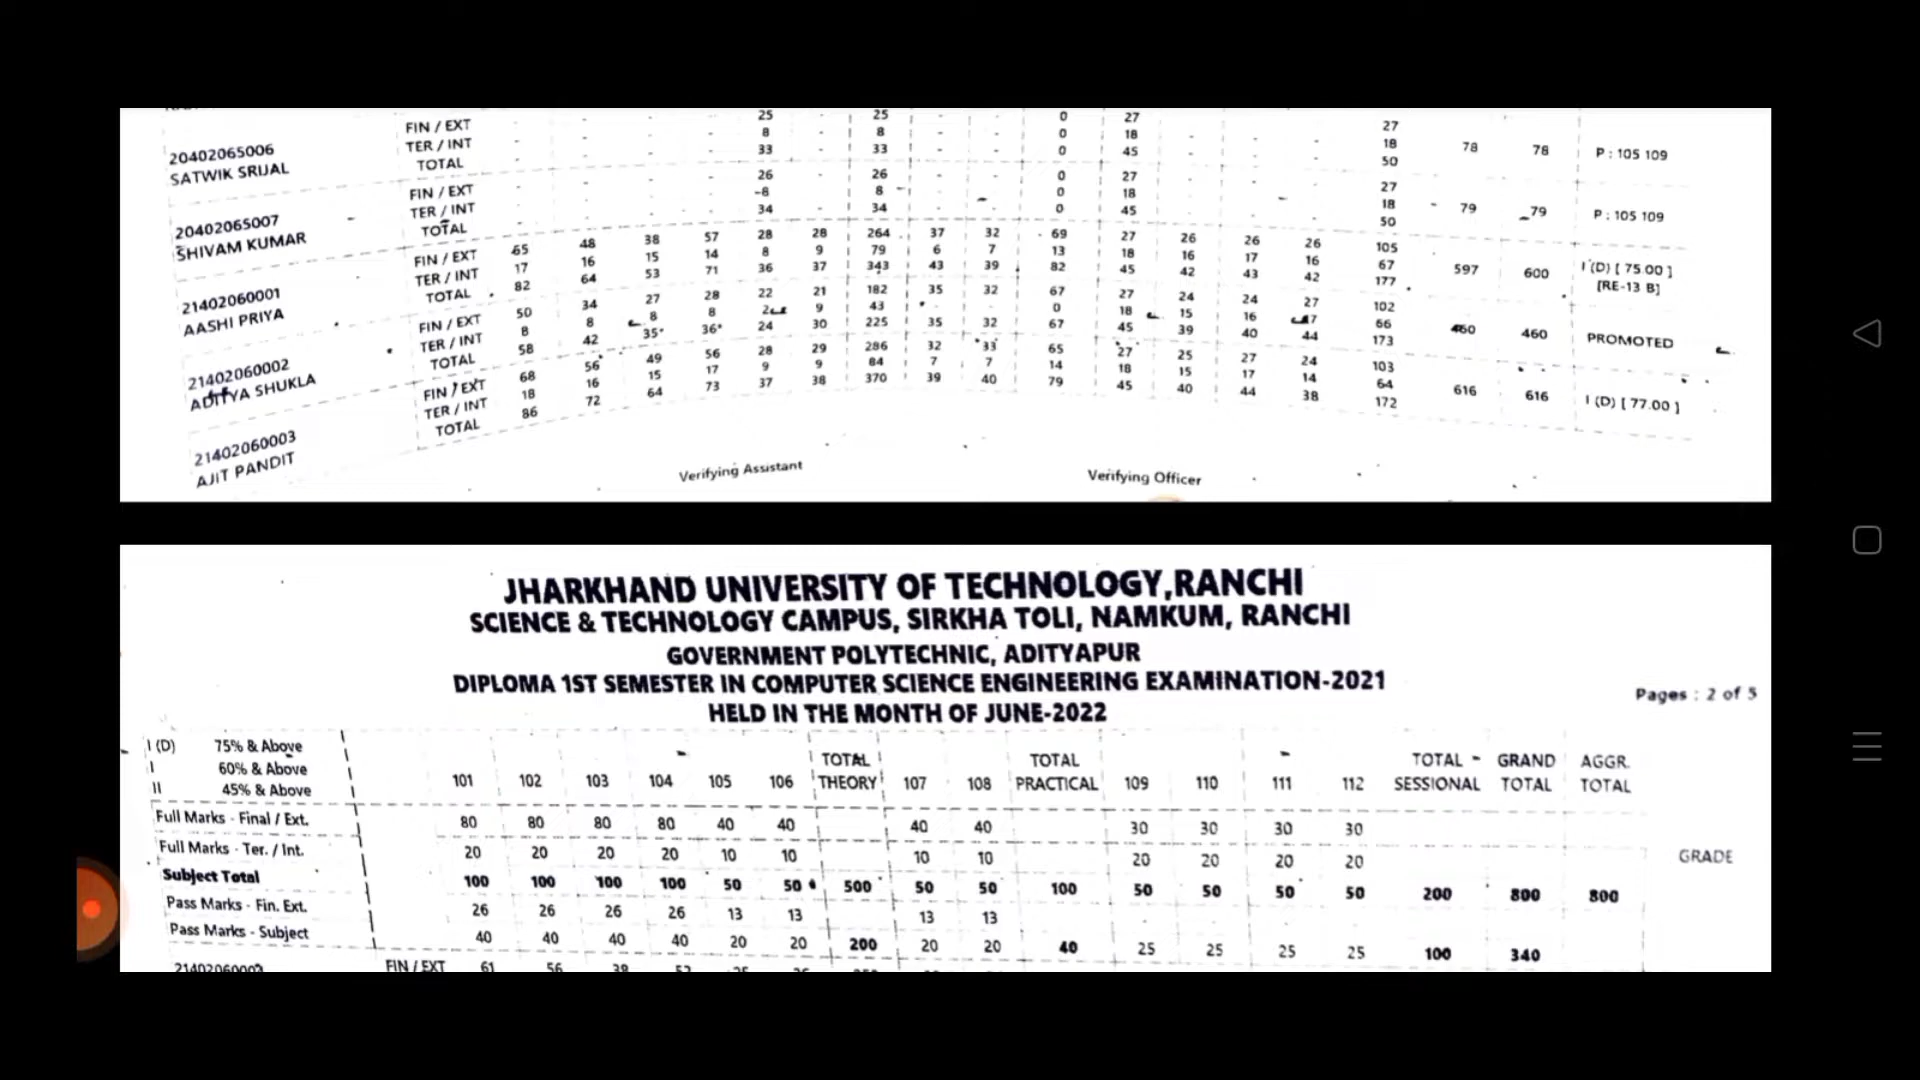 FIN / EXT - - - - 25 - 25 - - 0 27 - - - 27
20402065006 TER / INT - - - - 8 - 8 - - 0 18 - - - 18 78 78 P : 105 109
SATWIK SRIJAL TOTAL - - - - 33 - 33 - - 0 45 - - - 50
FIN / EXT - - - - 26 - 26 - - 0 27 - - - 27
20402065007 TER / INT - - - - 8 - 8 - - 0 18 - - - 18 79 79 P : 105 109
SHIVAM KUMAR TOTAL - - - - 34 - 34 - - 0 45 - - - 50
FIN / EXT 65 48 38 57 28 28 264 37 32 69 27 26 26 26 105
21402060001 TER / INT 17 16 15 14 8 9 79 6 7 13 18 16 17 16 67 597 600 I (D) [ 75.00 ]
AASHI PRIYA TOTAL 82 64 53 71 36 37 343 43 39 82 45 42 43 42 177 [RE-13 B]
FIN / EXT 50 34 27 28 22 21 182 35 32 67 27 24 24 27 102
21402060002 TER / INT 8 8 8 8 2 9 43 - - 0 18 15 16 17 66 460 460 PROMOTED
ADITYA SHUKLA TOTAL 58 42 35* 36* 24 30 225 35 32 67 45 39 40 44 173
FIN / EXT 68 56 49 56 28 29 286 32 33 65 27 25 27 24 103
21402060003 TER / INT 18 16 15 17 9 9 84 7 7 14 18 15 17 14 64 616 616 I (D) [ 77.00 ]
AJIT PANDIT TOTAL 86 72 64 73 37 38 370 39 40 79 45 40 44 38 172
Verifying Assistant Verifying Officer
JHARKHAND UNIVERSITY OF TECHNOLOGY,RANCHI
SCIENCE & TECHNOLOGY CAMPUS, SIRKHA TOLI, NAMKUM, RANCHI
GOVERNMENT POLYTECHNIC, ADITYAPUR
DIPLOMA 1ST SEMESTER IN COMPUTER SCIENCE ENGINEERING EXAMINATION-2021
Pages : 2 of 5
HELD IN THE MONTH OF JUNE-2022
I (D) 75% & Above
I 60% & Above
II 45% & Above
101 102 103 104 105 106 TOTAL THEORY 107 108 TOTAL PRACTICAL 109 110 111 112 TOTAL SESSIONAL GRAND TOTAL AGGR. TOTAL
Full Marks - Final / Ext. 80 80 80 80 40 40 40 40 30 30 30 30
Full Marks - Ter. / Int. 20 20 20 20 10 10 10 10 20 20 20 20 GRADE
Subject Total 100 100 100 100 50 50 500 50 50 100 50 50 50 50 200 800 800
Pass Marks - Fin. Ext. 26 26 26 26 13 13 13 13 - - - -
Pass Marks - Subject 40 40 40 40 20 20 200 20 20 40 25 25 25 25 100 340
FIN / EXT 61 56